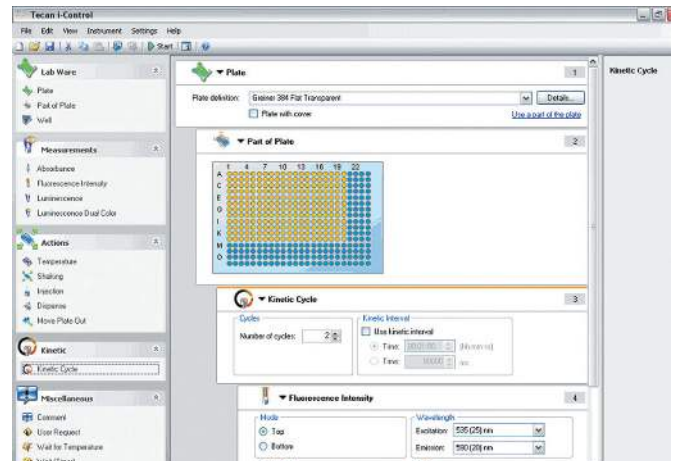 Tecan i-Control
File Edit View Instrument Settings Help
Start
Lab Ware
Plate
Part of Plate
Well
Measurements
Absorbance
Fluorescence Intensity
Luminescence
Luminescence Dual Color
Actions
Temperature
Shaking
Injection
Dispense
Move Plate Out
Kinetic
Kinetic Cycle
Miscellaneous
Comment
User Request
Wait for Temperature
Plate 1
Plate definition: Greiner 384 Flat Transparent Details...
Plate with cover Use a part of the plate
Part of Plate 2
1 4 7 10 13 16 19 22
A
C
E
G
I
K
M
O
Kinetic Cycle 3
Cycles
Number of cycles: 2
Kinetic Interval
Use kinetic interval
Time:
Time:
Fluorescence Intensity 4
Mode
Top
Bottom
Wavelength
Excitation: 535 (25) nm
Emission: 590 (20) nm
Kinetic Cycle